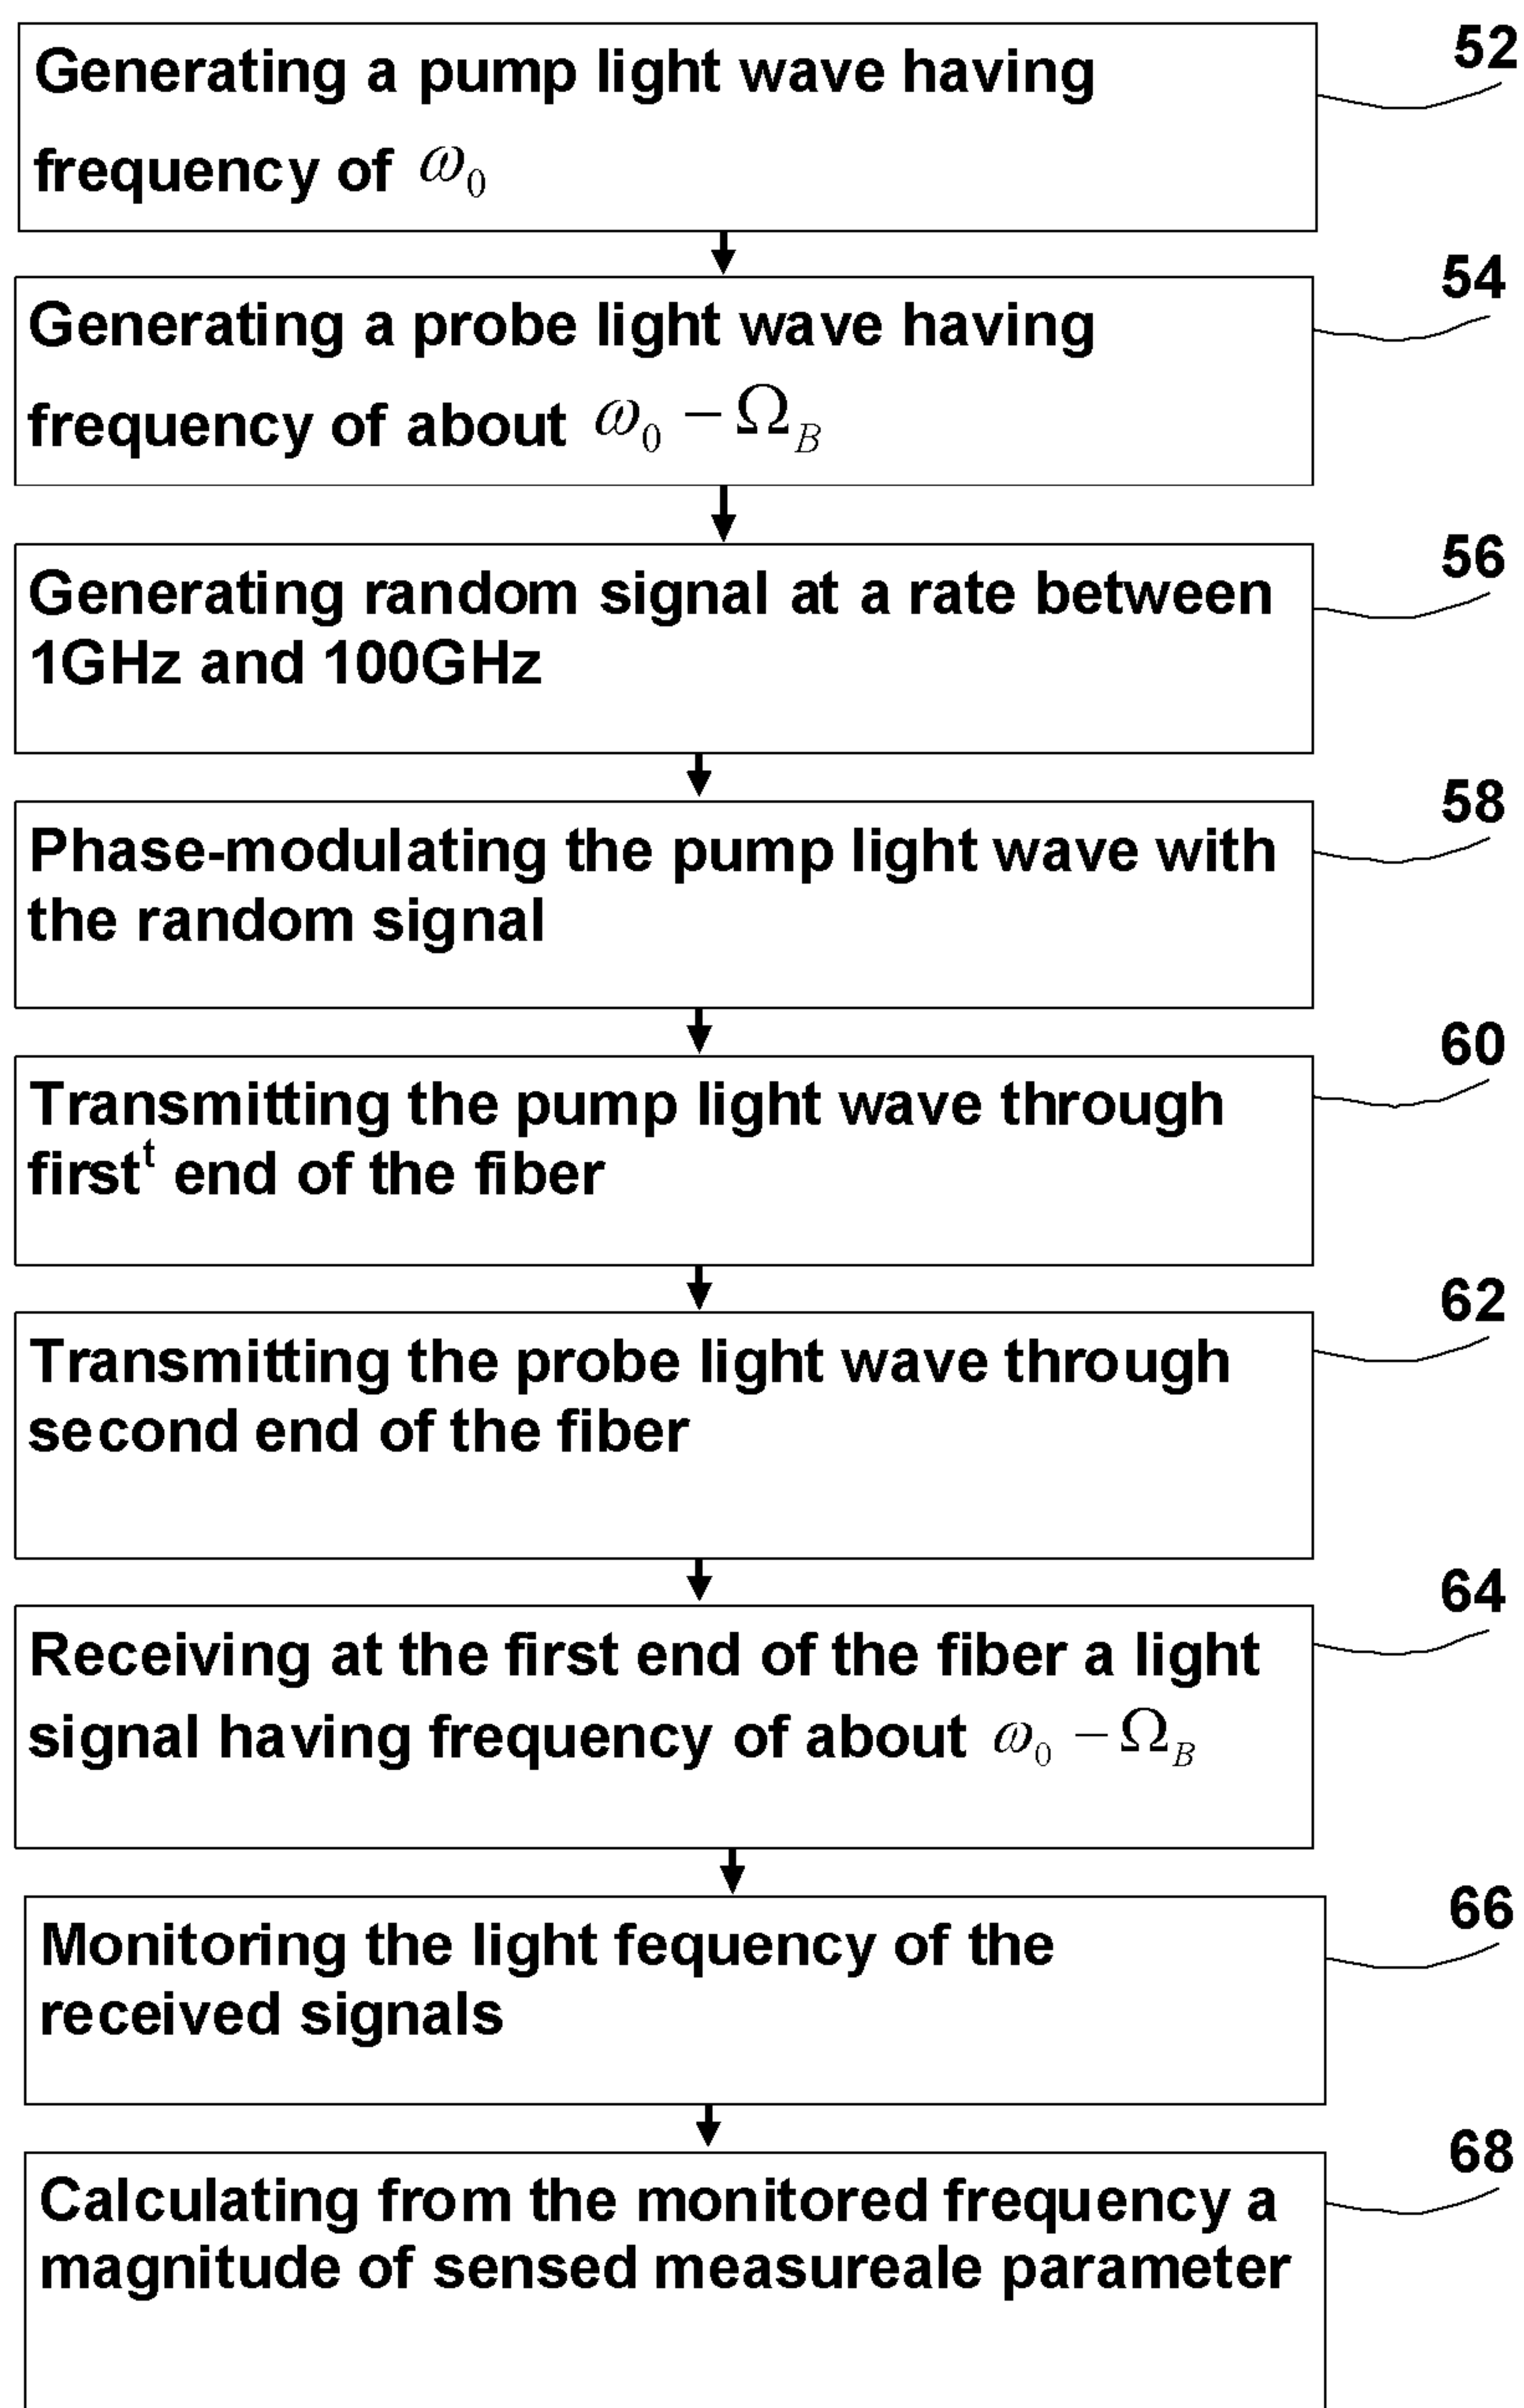 52
Generating a pump light wave having
frequency of ω₀
54
Generating a probe light wave having
frequency of about ω₀ − Ω_B
56
Generating random signal at a rate between
1GHz and 100GHz
58
Phase-modulating the pump light wave with
the random signal
60
Transmitting the pump light wave through
firstᵗ end of the fiber
62
Transmitting the probe light wave through
second end of the fiber
64
Receiving at the first end of the fiber a light
signal having frequency of about ω₀ − Ω_B
66
Monitoring the light fequency of the
received signals
68
Calculating from the monitored frequency a
magnitude of sensed measureale parameter